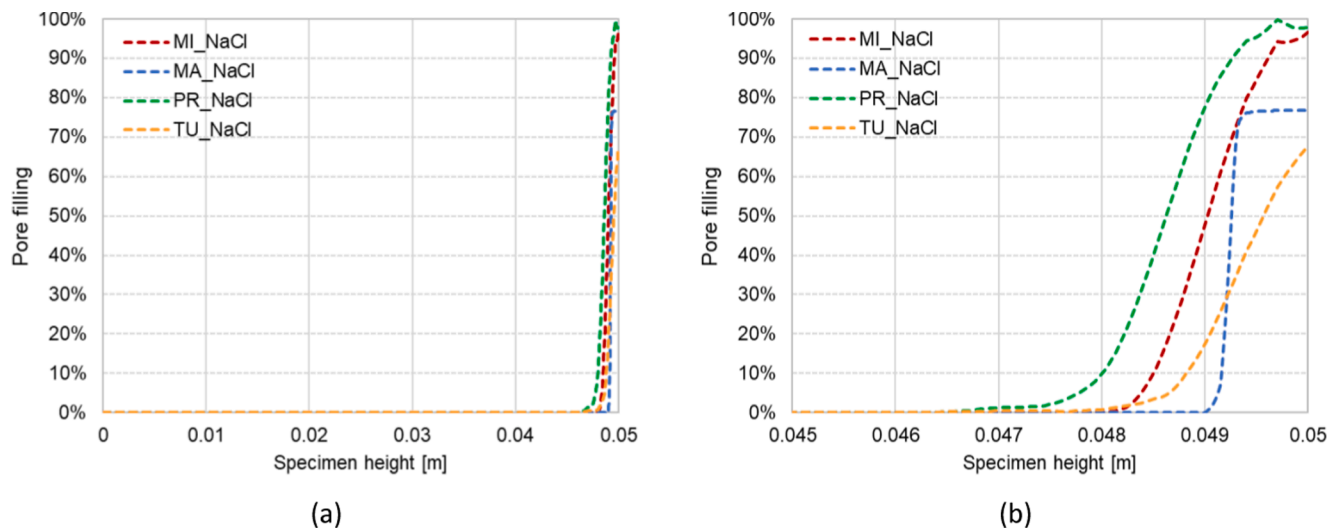 100%
90%
80%
70%
60%
50%
40%
30%
20%
10%
0%
Pore filling
MI_NaCl
MA_NaCl
PR_NaCl
TU_NaCl
0 0.01 0.02 0.03 0.04 0.05
Specimen height [m]
(a)
100%
90%
80%
70%
60%
50%
40%
30%
20%
10%
0%
Pore filling
MI_NaCl
MA_NaCl
PR_NaCl
TU_NaCl
0.045 0.046 0.047 0.048 0.049 0.05
Specimen height [m]
(b)